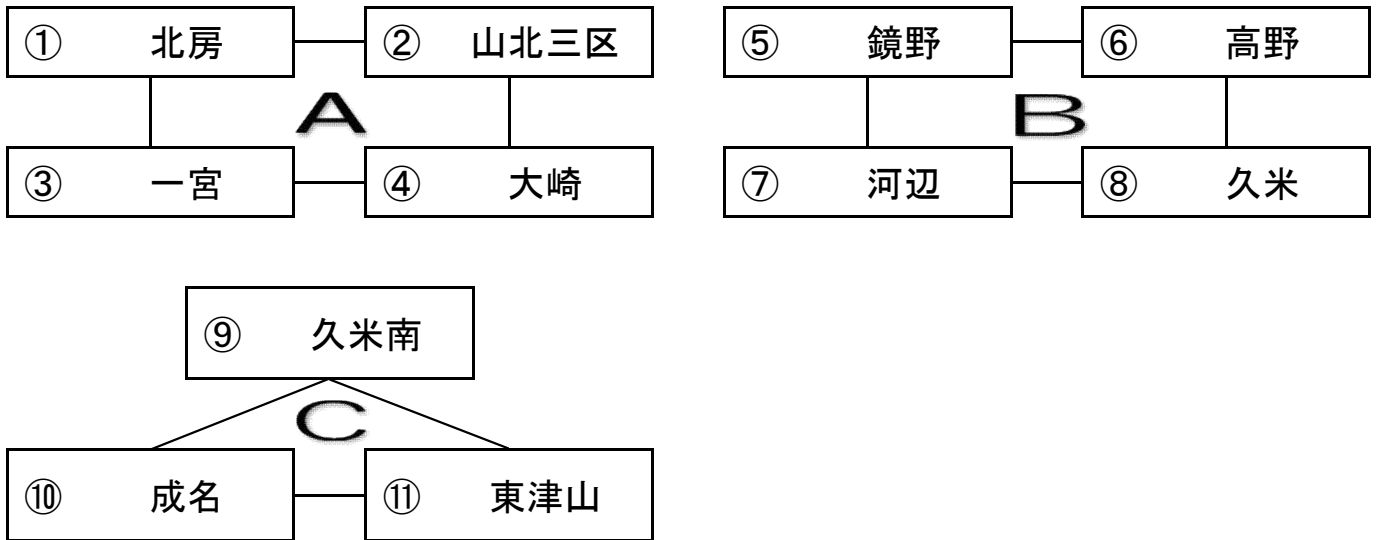 ① 北房 ② 山北三区 ⑤ 鏡野 ⑥ 高野
A B
③ 一宮 ④ 大崎 ⑦ 河辺 ⑧ 久米
⑨ 久米南
C
⑩ 成名 ⑪ 東津山